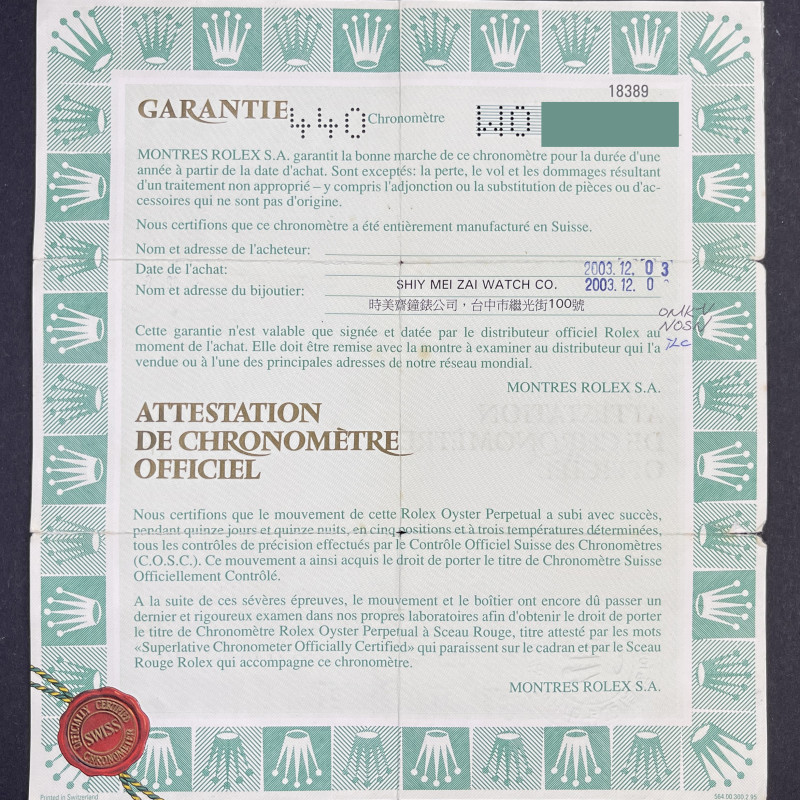 18389
GARANTIE 440 Chronomètre W0
MONTRES ROLEX S.A. garantit la bonne marche de ce chronomètre pour la durée d'une
année à partir de la date d'achat. Sont exceptés: la perte, le vol et les dommages résultant
d'un traitement non approprié – y compris l'adjonction ou la substitution de pièces ou d'ac-
cessoires qui ne sont pas d'origine.
Nous certifions que ce chronomètre a été entièrement manufacturé en Suisse.
Nom et adresse de l'acheteur:
Date de l'achat: 2003.12. 03
Nom et adresse du bijoutier: SHIY MEI ZAI WATCH CO. 2003.12. 0
時美齋鐘錶公司，台中市繼光街100號
Cette garantie n'est valable que signée et datée par le distributeur officiel Rolex au
moment de l'achat. Elle doit être remise avec la montre à examiner au distributeur qui l'a
vendue ou à l'une des principales adresses de notre réseau mondial.
MONTRES ROLEX S.A.
ATTESTATION
DE CHRONOMÈTRE
OFFICIEL
Nous certifions que le mouvement de cette Rolex Oyster Perpetual a subi avec succès,
pendant quinze jours et quinze nuits, en cinq positions et à trois températures déterminées,
tous les contrôles de précision effectués par le Contrôle Officiel Suisse des Chronomètres
(C.O.S.C.). Ce mouvement a ainsi acquis le droit de porter le titre de Chronomètre Suisse
Officiellement Contrôlé.
A la suite de ces sévères épreuves, le mouvement et le boîtier ont encore dû passer un
dernier et rigoureux examen dans nos propres laboratoires afin d'obtenir le droit de porter
le titre de Chronomètre Rolex Oyster Perpetual à Sceau Rouge, titre attesté par les mots
«Superlative Chronometer Officially Certified» qui paraissent sur le cadran et par le Sceau
Rouge Rolex qui accompagne ce chronomètre.
MONTRES ROLEX S.A.
OFFICIALLY CERTIFIED
SWISS
CHRONOMETER
Printed in Switzerland
564.00.300.2.95